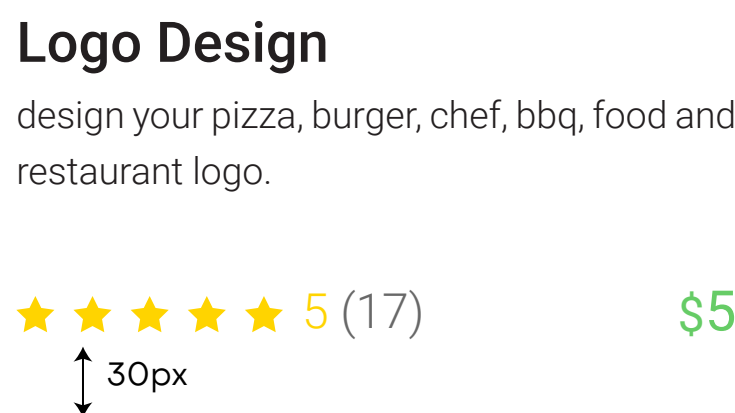 Logo Design
design your pizza, burger, chef, bbq, food and
restaurant logo.
5 (17) $5
30px